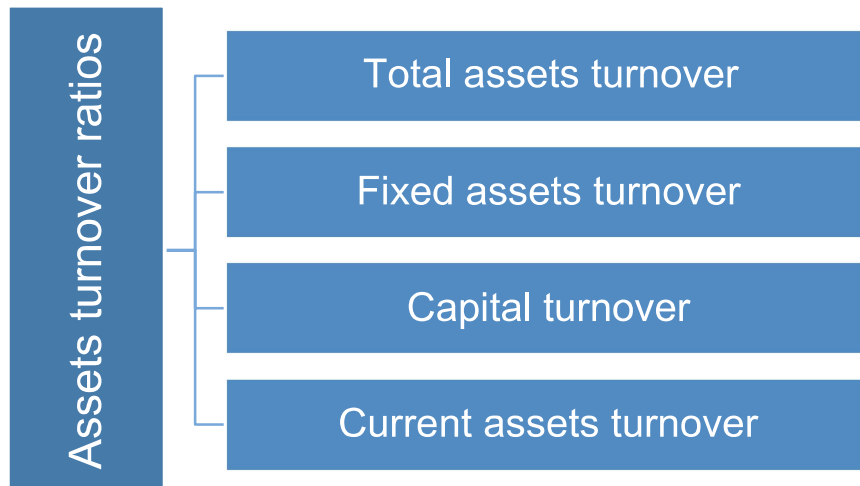 Assets turnover ratios
Total assets turnover
Fixed assets turnover
Capital turnover
Current assets turnover